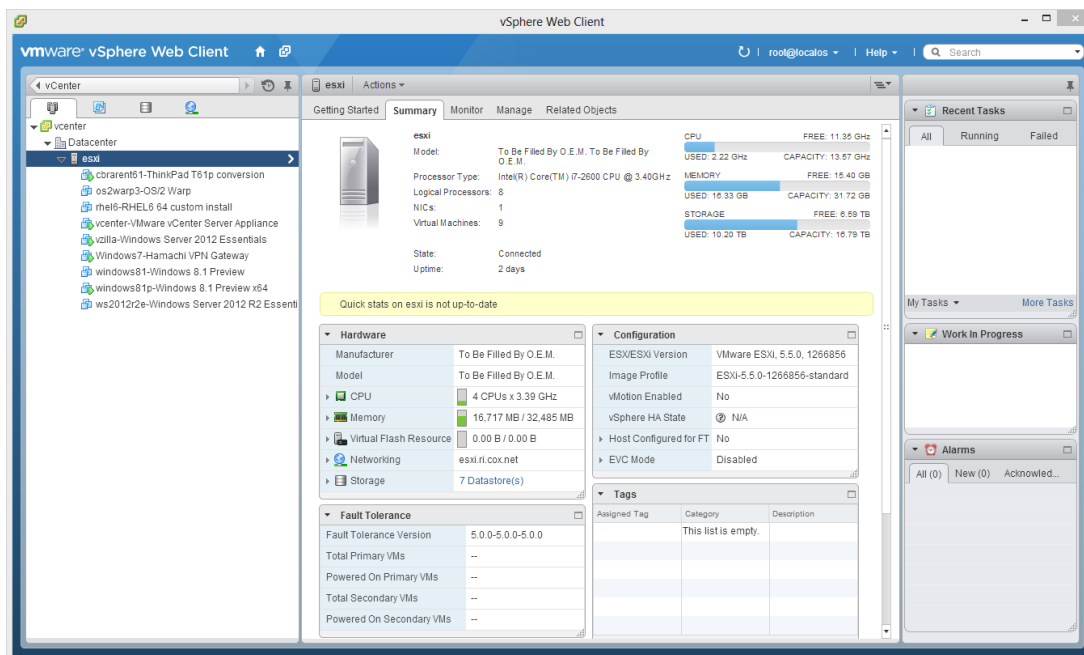 vSphere Web Client
vmware® vSphere Web Client
root@localos
Help
Search
vCenter
vcenter
Datacenter
esxi
cbrarent61-ThinkPad T61p conversion
os2warp3-OS/2 Warp
rhel6-RHEL6 64 custom install
vcenter-VMware vCenter Server Appliance
vzilla-Windows Server 2012 Essentials
Windows7-Hamachi VPN Gateway
windows81-Windows 8.1 Preview
windows81p-Windows 8.1 Preview x64
ws2012r2e-Windows Server 2012 R2 Essenti
esxi Actions
Getting Started Summary Monitor Manage Related Objects
esxi
Model: To Be Filled By O.E.M. To Be Filled By
O.E.M.
Processor Type: Intel(R) Core(TM) i7-2600 CPU @ 3.40GHz
Logical Processors: 8
NICs: 1
Virtual Machines: 9
State: Connected
Uptime: 2 days
CPU FREE: 11.35 GHz
USED: 2.22 GHz CAPACITY: 13.57 GHz
MEMORY FREE: 15.40 GB
USED: 16.33 GB CAPACITY: 31.72 GB
STORAGE FREE: 6.59 TB
USED: 10.20 TB CAPACITY: 16.79 TB
Quick stats on esxi is not up-to-date
Hardware
Manufacturer To Be Filled By O.E.M.
Model To Be Filled By O.E.M.
CPU 4 CPUs x 3.39 GHz
Memory 16,717 MB / 32,485 MB
Virtual Flash Resource 0.00 B / 0.00 B
Networking esxi.ri.cox.net
Storage 7 Datastore(s)
Fault Tolerance
Fault Tolerance Version 5.0.0-5.0.0-5.0.0
Total Primary VMs --
Powered On Primary VMs --
Total Secondary VMs --
Powered On Secondary VMs --
Configuration
ESX/ESXi Version VMware ESXi, 5.5.0, 1266856
Image Profile ESXi-5.5.0-1266856-standard
vMotion Enabled No
vSphere HA State N/A
Host Configured for FT No
EVC Mode Disabled
Tags
Assigned Tag Category Description
This list is empty.
Recent Tasks
All Running Failed
My Tasks More Tasks
Work In Progress
Alarms
All (0) New (0) Acknowled...